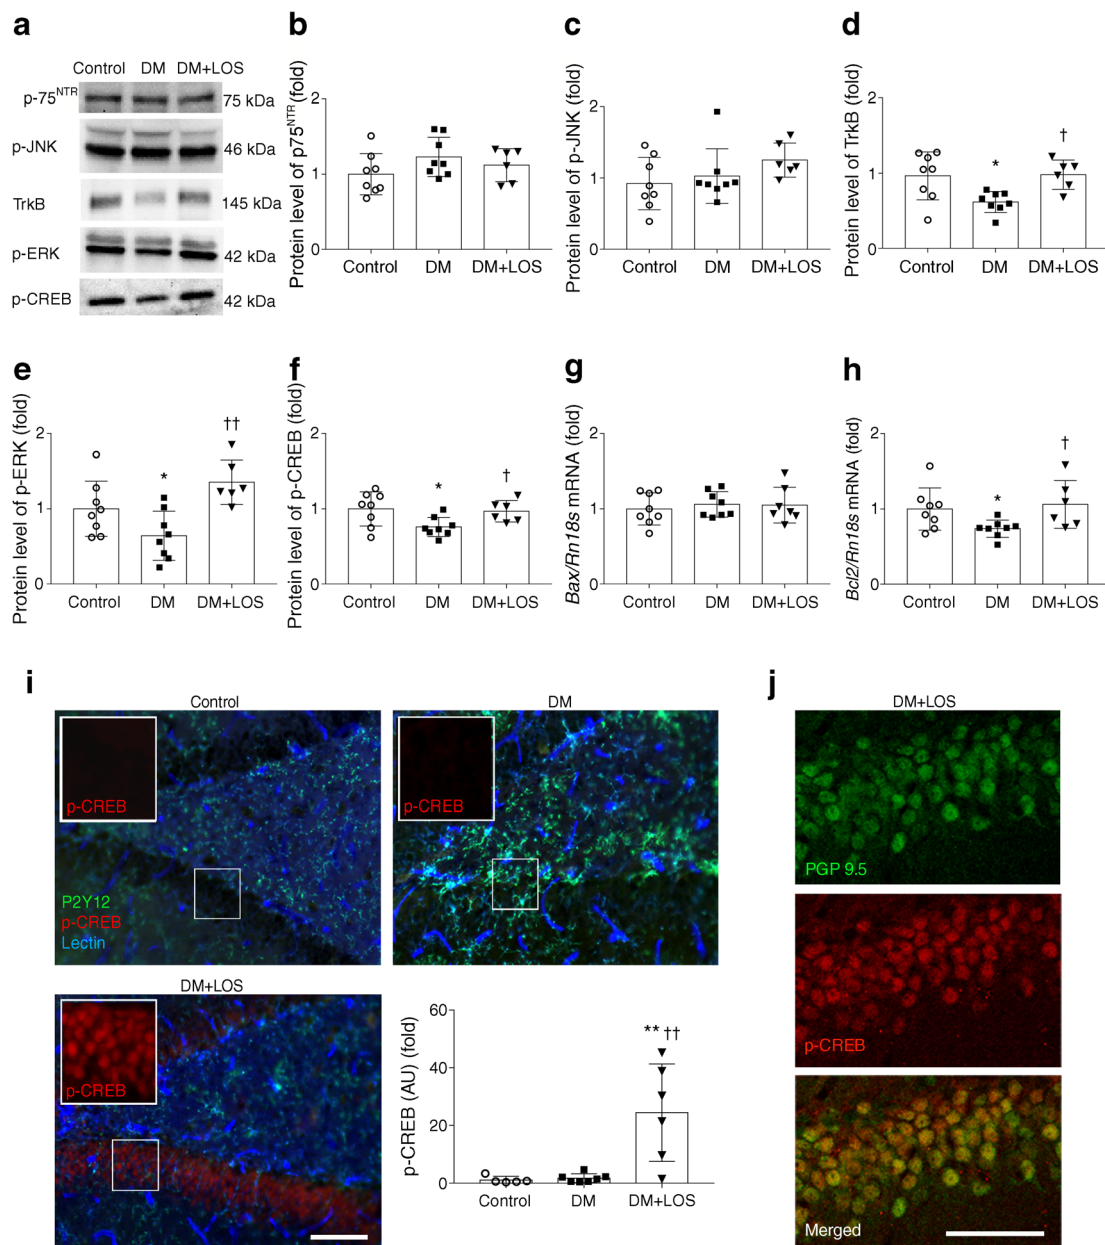 a
Control DM DM+LOS
p-75NTR 75 kDa
p-JNK 46 kDa
TrkB 145 kDa
p-ERK 42 kDa
p-CREB 42 kDa
b
Protein level of p75NTR (fold)
2
1
0
Control DM DM+LOS
c
Protein level of p-JNK (fold)
2
1
0
Control DM DM+LOS
d
Protein level of TrkB (fold)
2
1
0
* †
Control DM DM+LOS
e
Protein level of p-ERK (fold)
2
1
0
* ††
Control DM DM+LOS
f
Protein level of p-CREB (fold)
2
1
0
* †
Control DM DM+LOS
g
Bax/Rn18s mRNA (fold)
2
1
0
Control DM DM+LOS
h
Bcl2/Rn18s mRNA (fold)
2
1
0
* †
Control DM DM+LOS
i
Control
p-CREB
P2Y12
p-CREB
Lectin
DM
p-CREB
DM+LOS
p-CREB
p-CREB (AU) (fold)
60
40
20
0
** ††
Control DM DM+LOS
j
DM+LOS
PGP 9.5
p-CREB
Merged